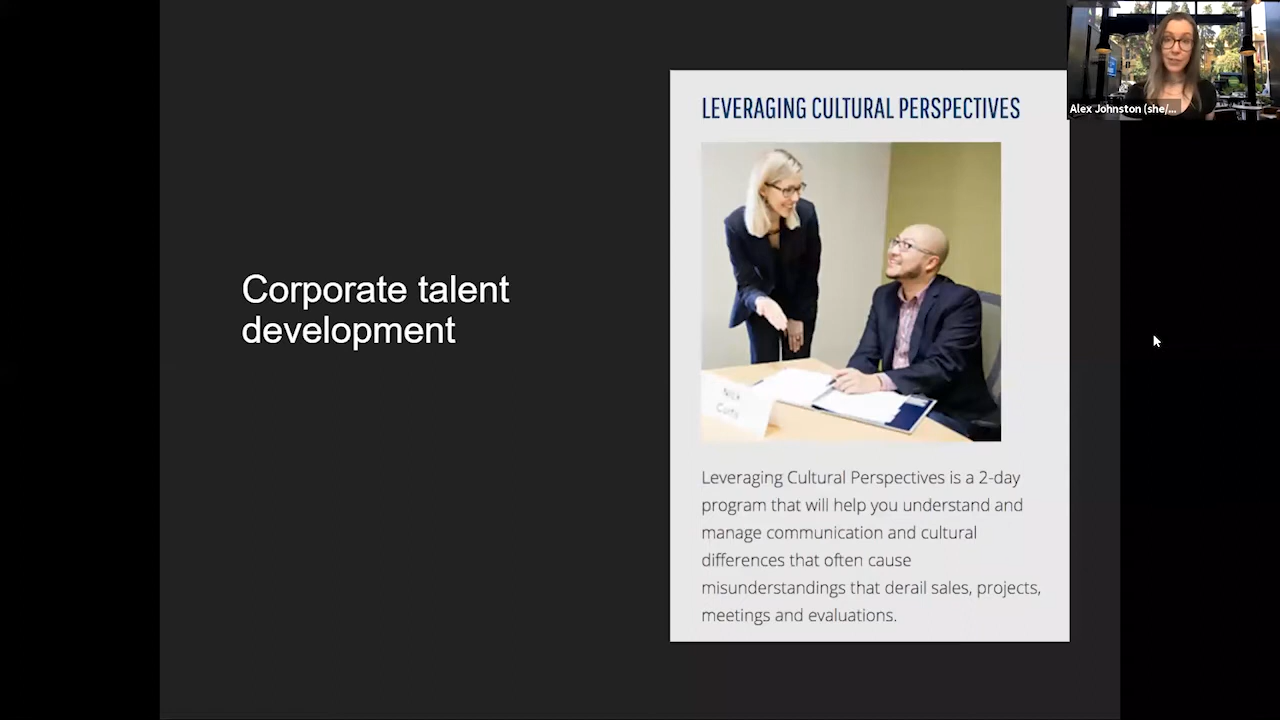 Alex Johnston (she/...
LEVERAGING CULTURAL PERSPECTIVES
Corporate talent
development
Leveraging Cultural Perspectives is a 2-day
program that will help you understand and
manage communication and cultural
differences that often cause
misunderstandings that derail sales, projects,
meetings and evaluations.